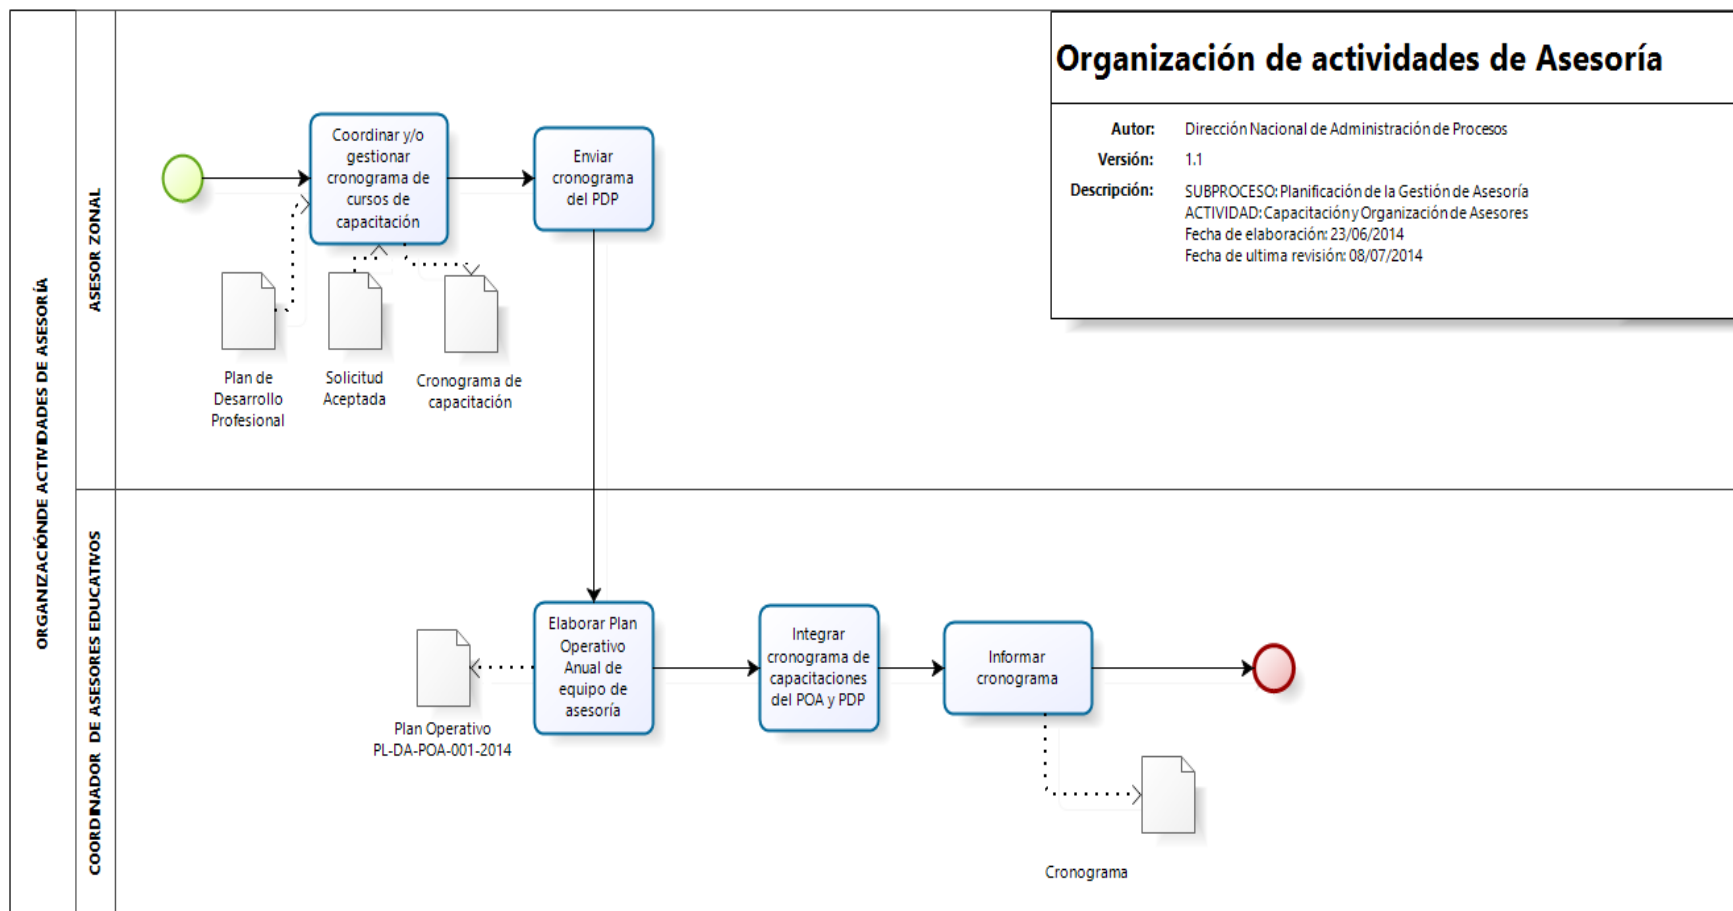 Organización de actividades de Asesoría
Autor: Dirección Nacional de Administración de Procesos
Versión: 1.1
Descripción: SUBPROCESO: Planificación de la Gestión de Asesoría
ACTIVIDAD: Capacitación y Organización de Asesores
Fecha de elaboración: 23/06/2014
Fecha de ultima revisión: 08/07/2014
ORGANIZACIÓNDE ACTIVIDADES DE ASESORÍA
ASESOR ZONAL
Coordinar y/o
gestionar
cronograma de
cursos de
capacitación
Enviar
cronograma
del PDP
Plan de
Desarrollo
Profesional
Solicitud
Aceptada
Cronograma de
capacitación
COORDINADOR DE ASESORES EDUCATIVOS
Elaborar Plan
Operativo
Anual de
equipo de
asesoría
Integrar
cronograma de
capacitaciones
del POA y PDP
Informar
cronograma
Plan Operativo
PL-DA-POA-001-2014
Cronograma